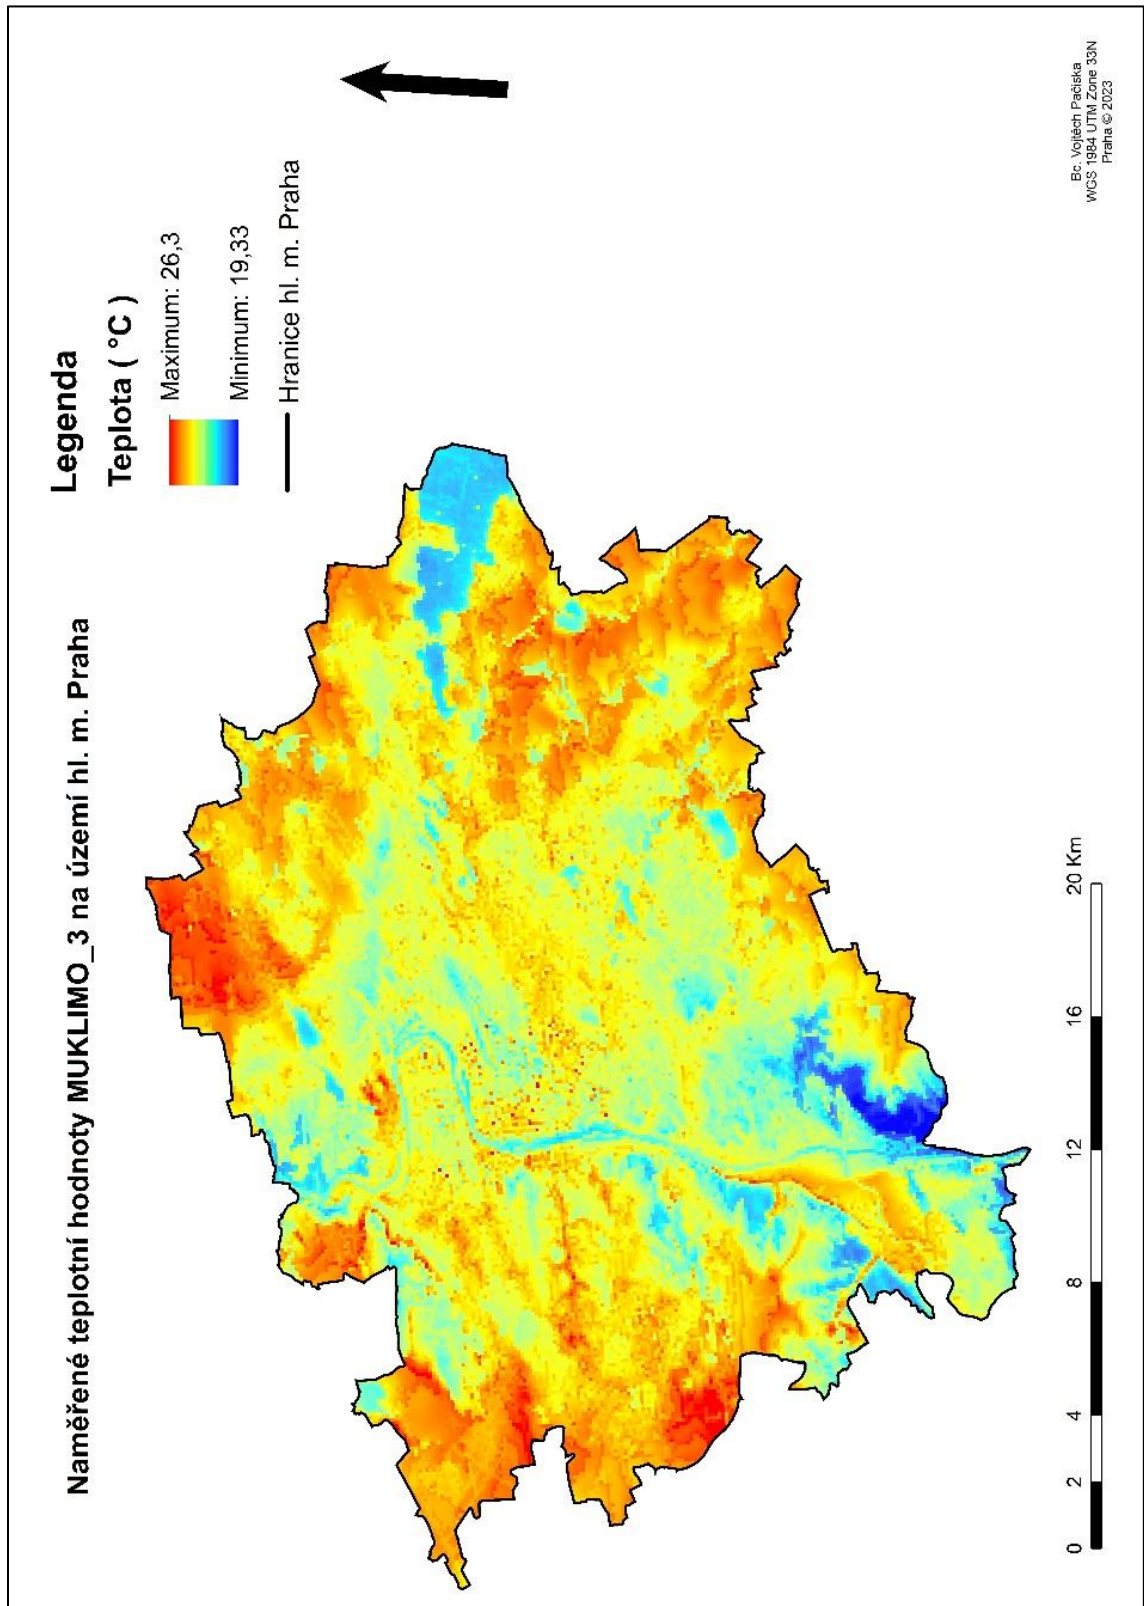 Naměřené teplotní hodnoty MUKLIMO_3 na území hl. m. Praha
Legenda
Teplota ( °C )
Maximum: 26,3
Minimum: 19,33
Hranice hl. m. Praha
0 2 4 8 12 16 20 Km
Bc. Vojtěch Pačiska
WGS 1984 UTM Zone 33N
Praha © 2023